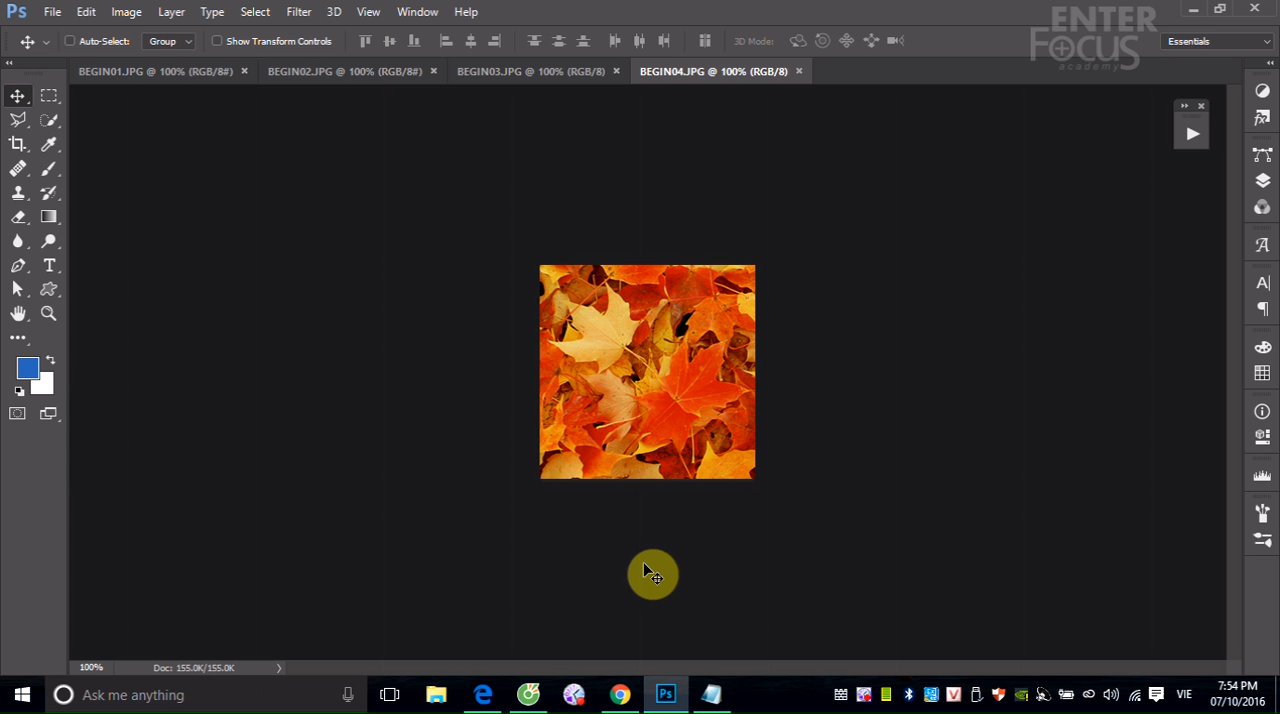 Ps File Edit Image Layer Type Select Filter 3D View Window Help
ENTER
FOCUS
academy
Auto-Select: Group Show Transform Controls 3D Mode: Essentials
BEGIN01.JPG @ 100% (RGB/8#) × BEGIN02.JPG @ 100% (RGB/8#) × BEGIN03.JPG @ 100% (RGB/8) × BEGIN04.JPG @ 100% (RGB/8) ×
100% Doc: 155.0K/155.0K
Ask me anything
Ps
VIE
7:54 PM
07/10/2016